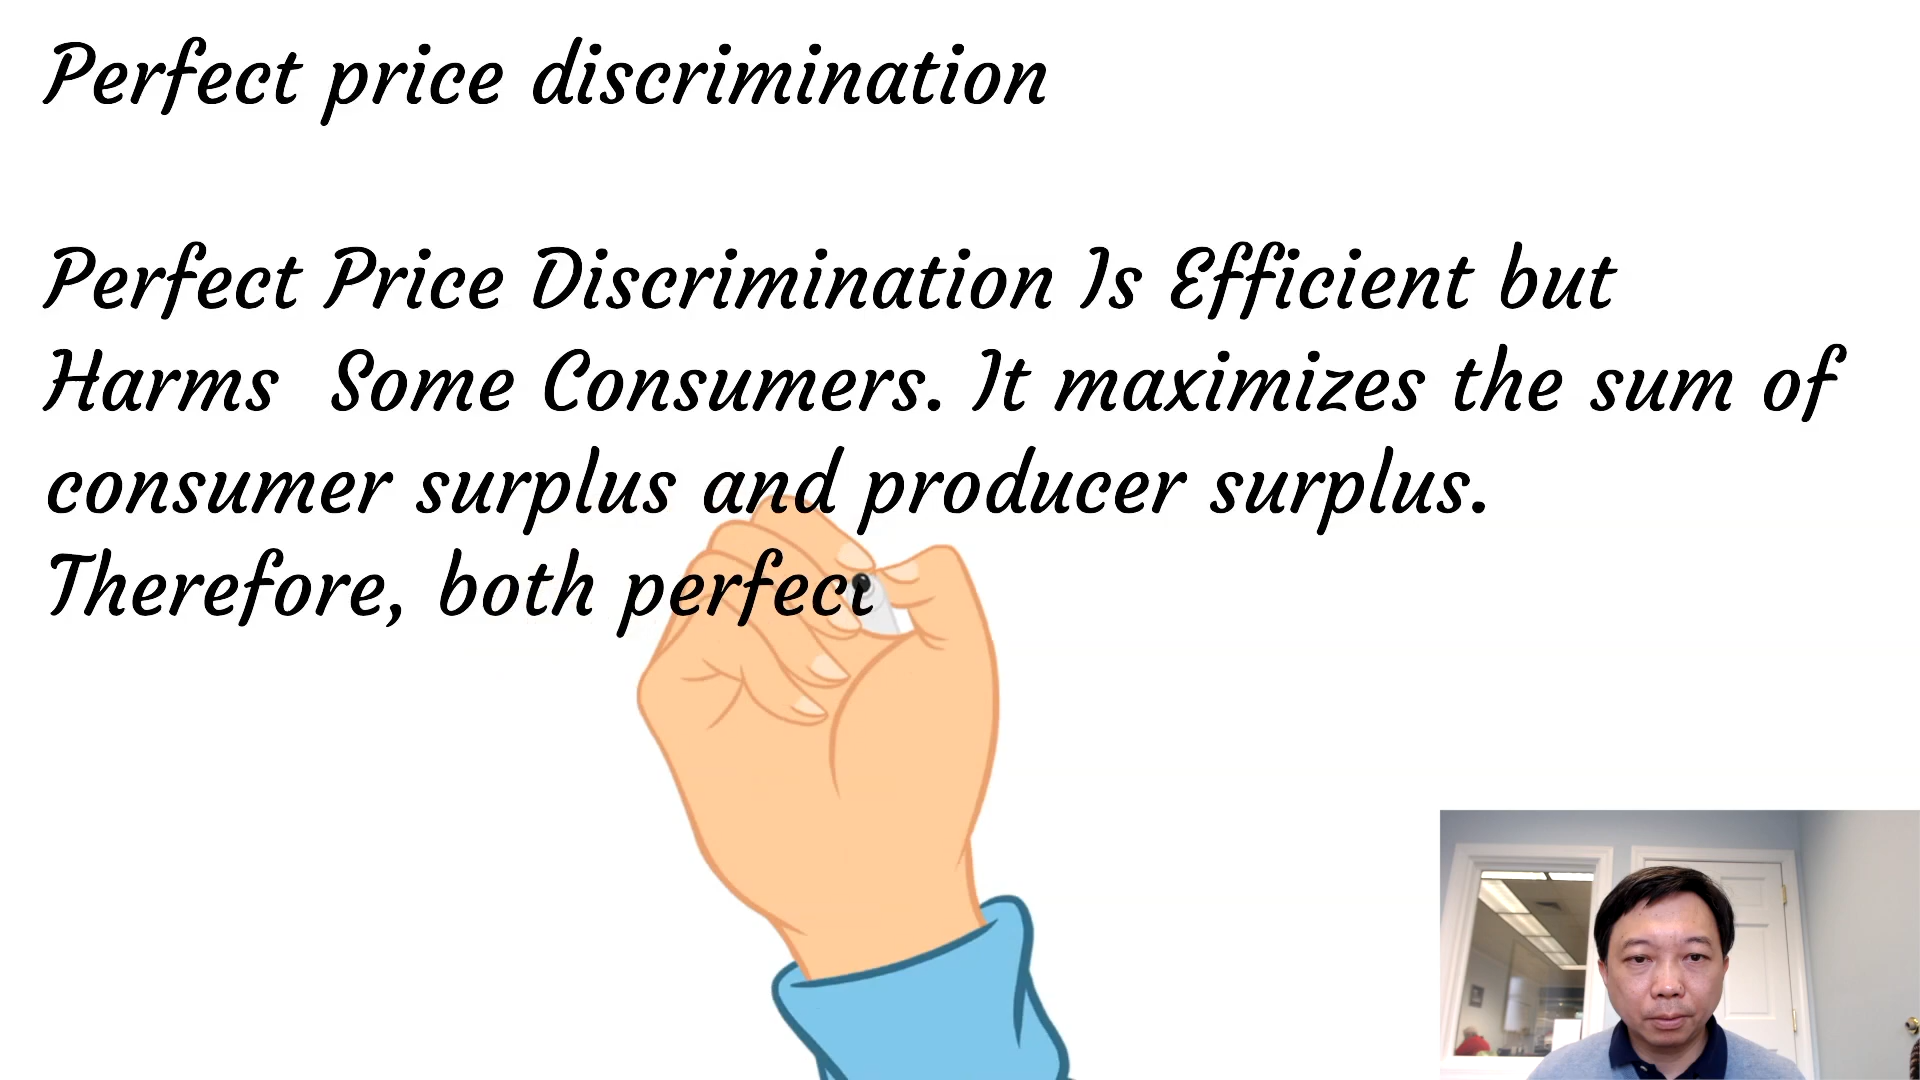 Perfect price discrimination
Perfect Price Discrimination Is Efficient but
Harms Some Consumers. It maximizes the sum of
consumer surplus and producer surplus.
Therefore, both perfect